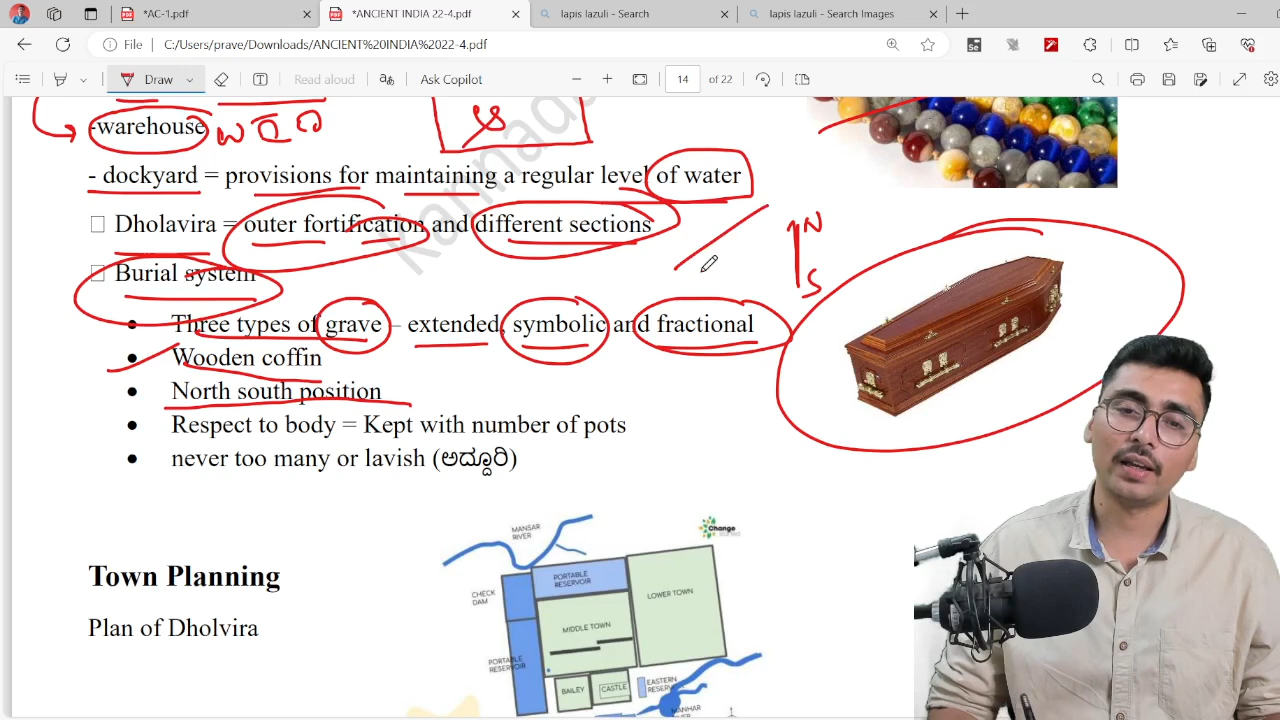 *AC-1.pdf
*ANCIENT INDIA 22-4.pdf
lapis lazuli - Search
lapis lazuli - Search Images
File
C:/Users/prave/Downloads/ANCIENT%20INDIA%2022-4.pdf
Draw
Read aloud
aあ
Ask Copilot
14 of 22
-warehouse
- dockyard = provisions for maintaining a regular level of water
Dholavira = outer fortification and different sections
N
Burial system
S
Three types of grave – extended, symbolic and fractional
Wooden coffin
North south position
Respect to body = Kept with number of pots
never too many or lavish (ಅದ್ದೂರಿ)
Kannada
Town Planning
Plan of Dholvira
MANSAR RIVER
Change
CHECK DAM
PORTABLE RESERVOIR
LOWER TOWN
MIDDLE TOWN
PORTABLE RESERVOIR
BAILEY
CASTLE
EASTERN
MANHAR